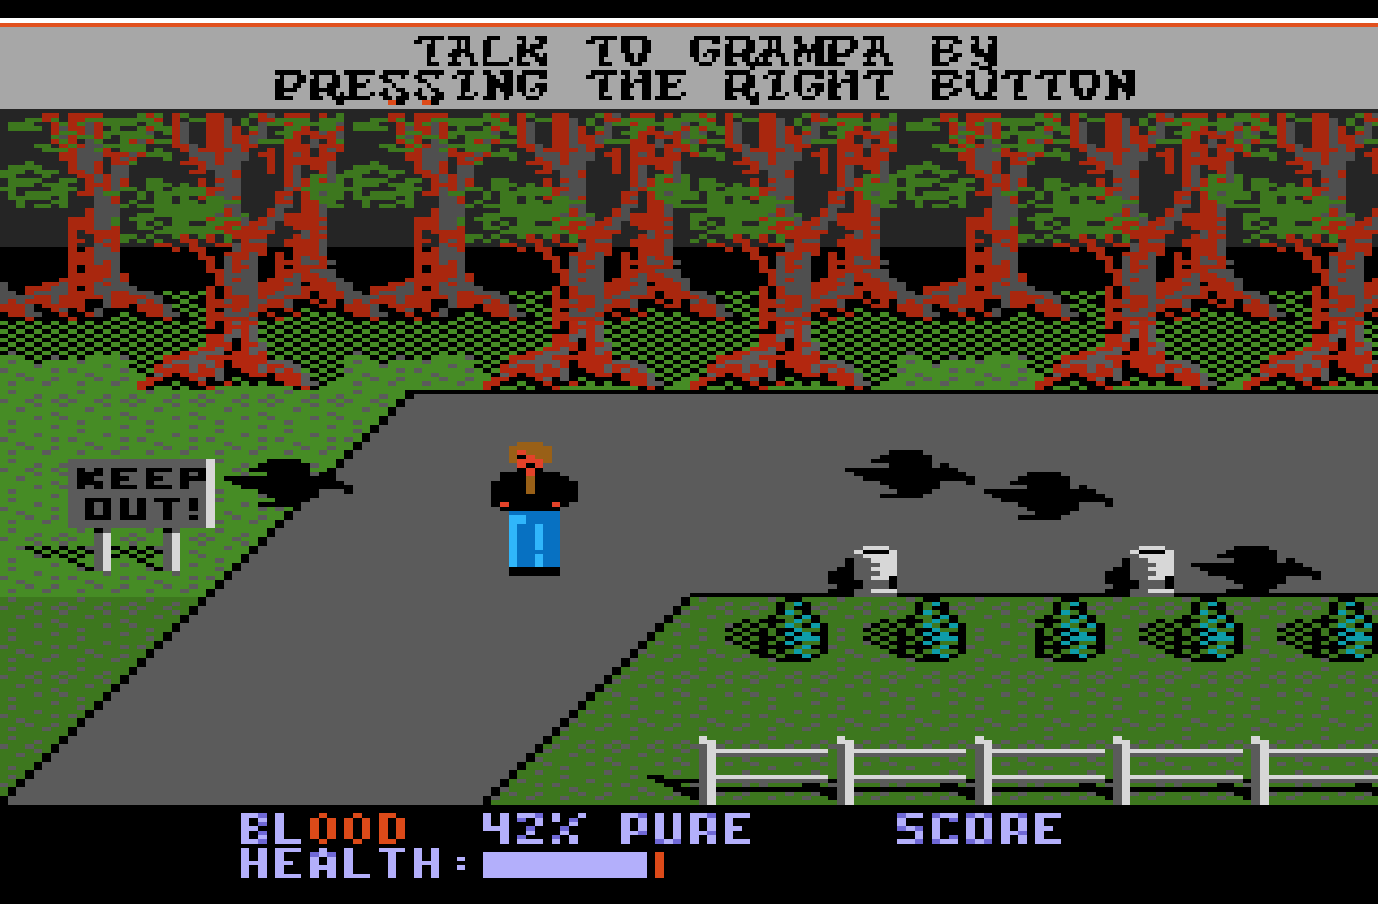 TALK TO GRAMPA BY
PRESSING THE RIGHT BUTTON
KEEP
OUT!
BLOOD 42% PURE SCORE
HEALTH: